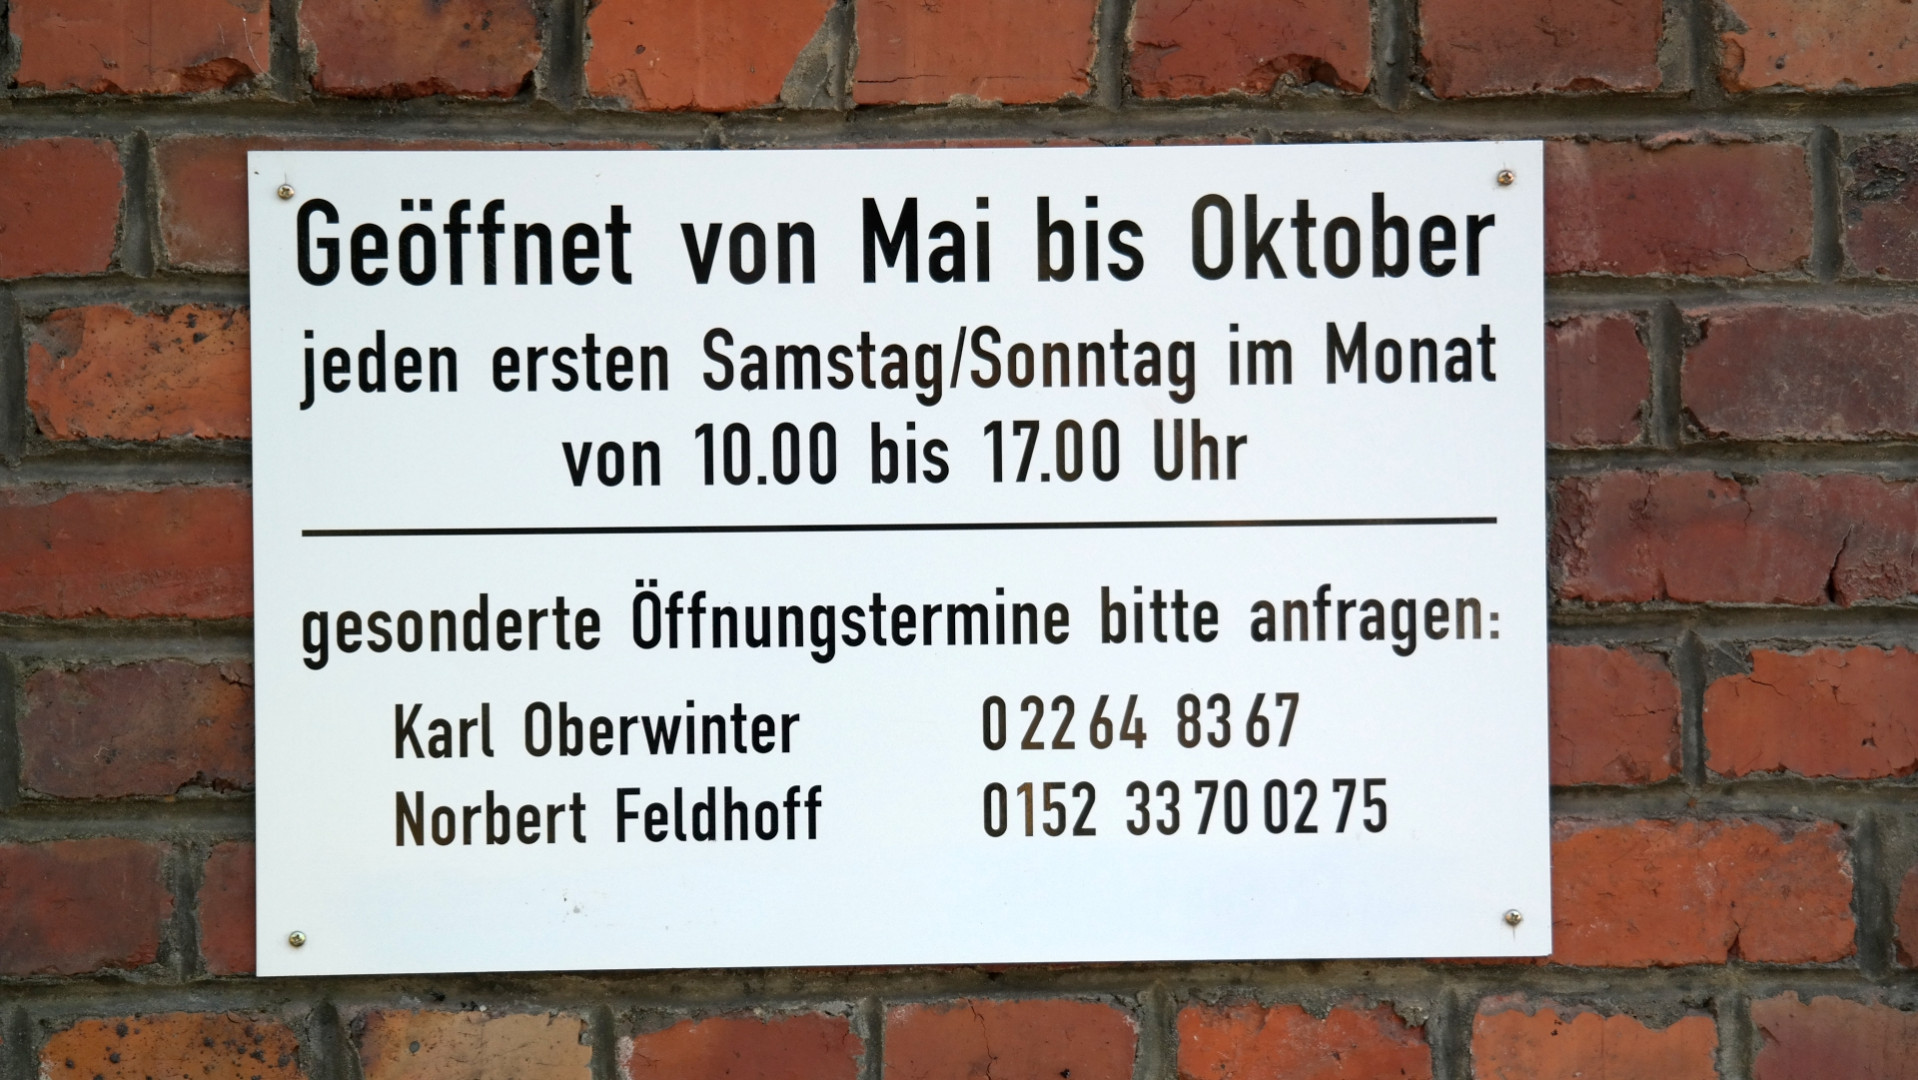 Geöffnet von Mai bis Oktober
jeden ersten Samstag/Sonntag im Monat
von 10.00 bis 17.00 Uhr
gesonderte Öffnungstermine bitte anfragen:
Karl Oberwinter 0 22 64 83 67
Norbert Feldhoff 0152 33 70 02 75